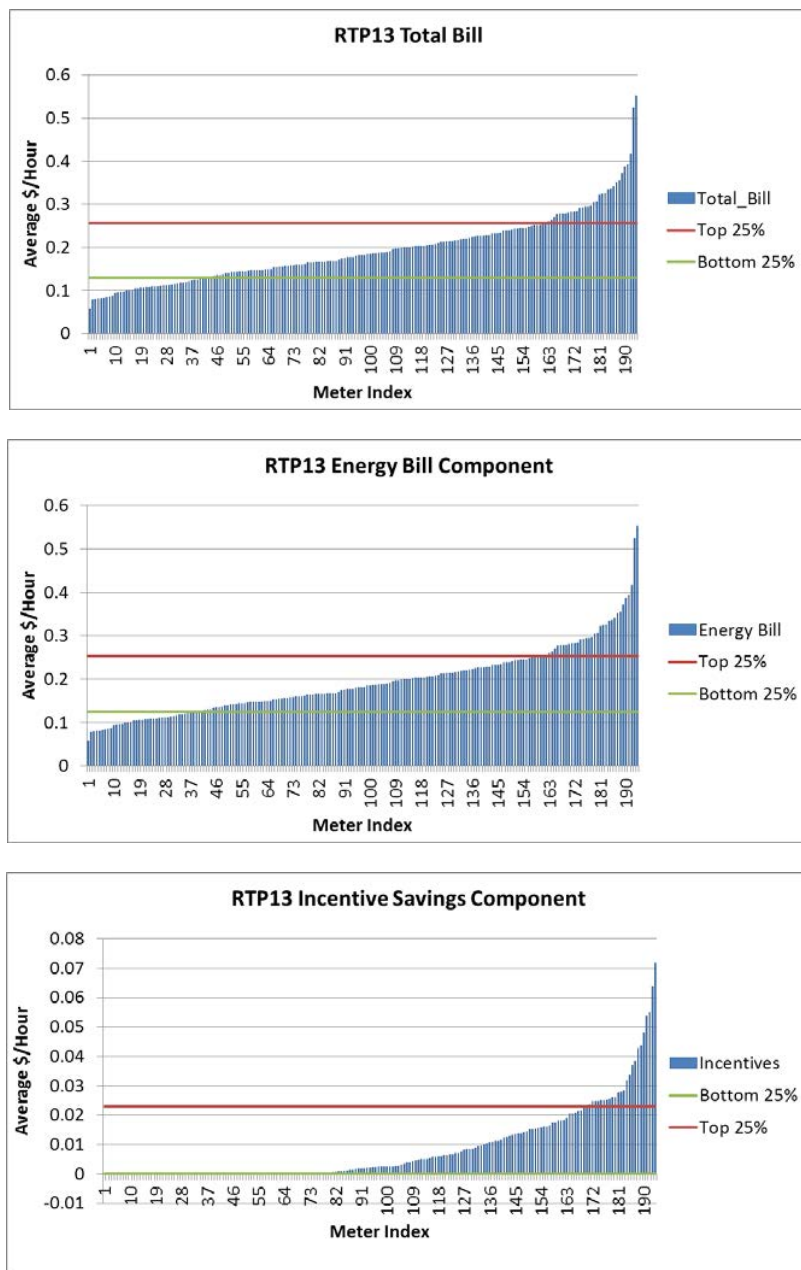 RTP13 Total Bill
0.6
0.5
0.4
0.3
0.2
0.1
0
Average $/Hour
1 10 19 28 37 46 55 64 73 82 91 100 109 118 127 136 145 154 163 172 181 190
Meter Index
Total_Bill
Top 25%
Bottom 25%
RTP13 Energy Bill Component
0.6
0.5
0.4
0.3
0.2
0.1
0
Average $/Hour
1 10 19 28 37 46 55 64 73 82 91 100 109 118 127 136 145 154 163 172 181 190
Meter Index
Energy Bill
Top 25%
Bottom 25%
RTP13 Incentive Savings Component
0.08
0.07
0.06
0.05
0.04
0.03
0.02
0.01
0
-0.01
Average $/Hour
1 10 19 28 37 46 55 64 73 82 91 100 109 118 127 136 145 154 163 172 181 190
Meter Index
Incentives
Bottom 25%
Top 25%